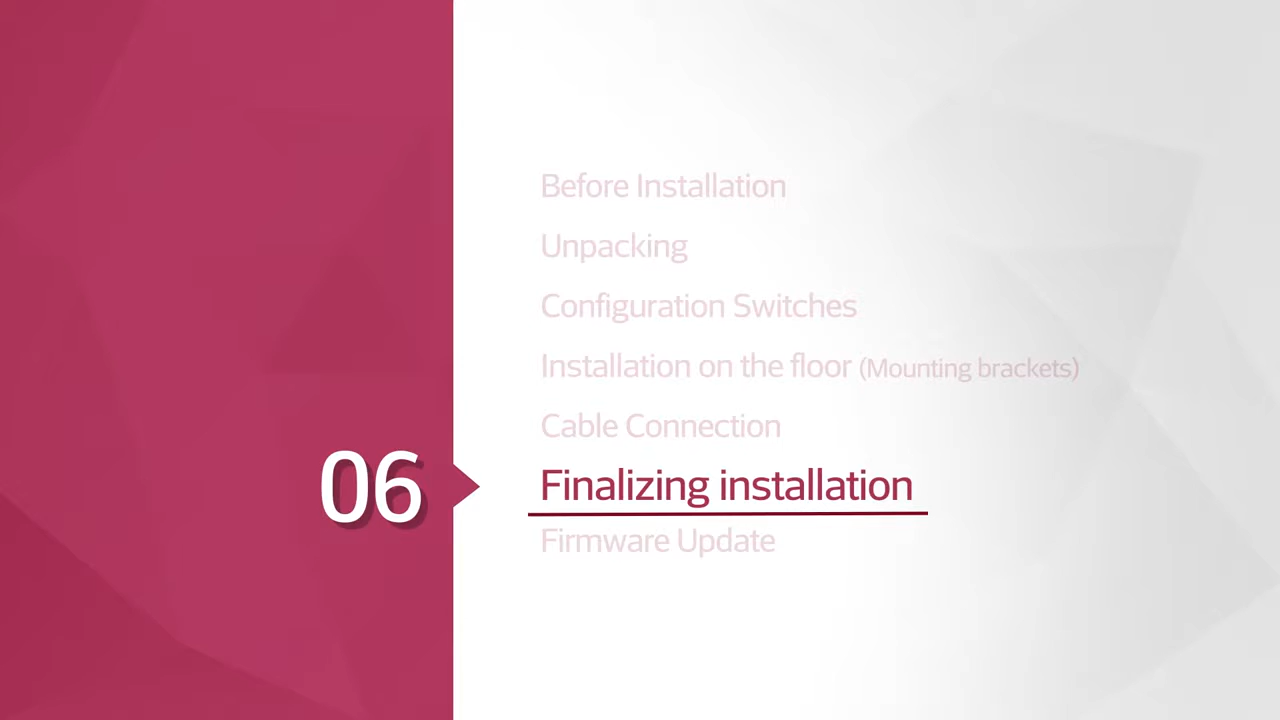 Before Installation
Unpacking
Configuration Switches
Installation on the floor (Mounting brackets)
Cable Connection
06 Finalizing installation
Firmware Update